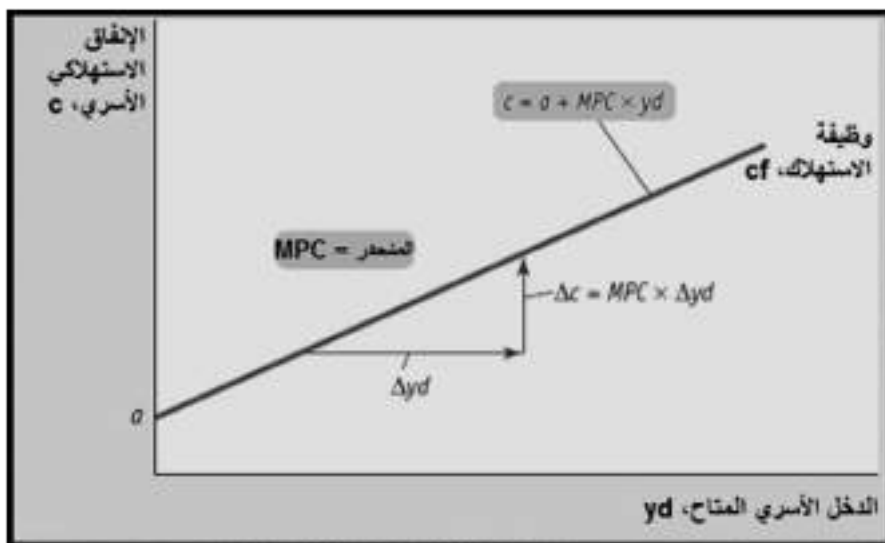 الإنفاق
الاستهلاكي
الأسري، c
c = a + MPC × yd
وظيفة
الاستهلاك، cf
المنحدر = MPC
Δc = MPC × Δyd
Δyd
a
الدخل الأسري المتاح، yd